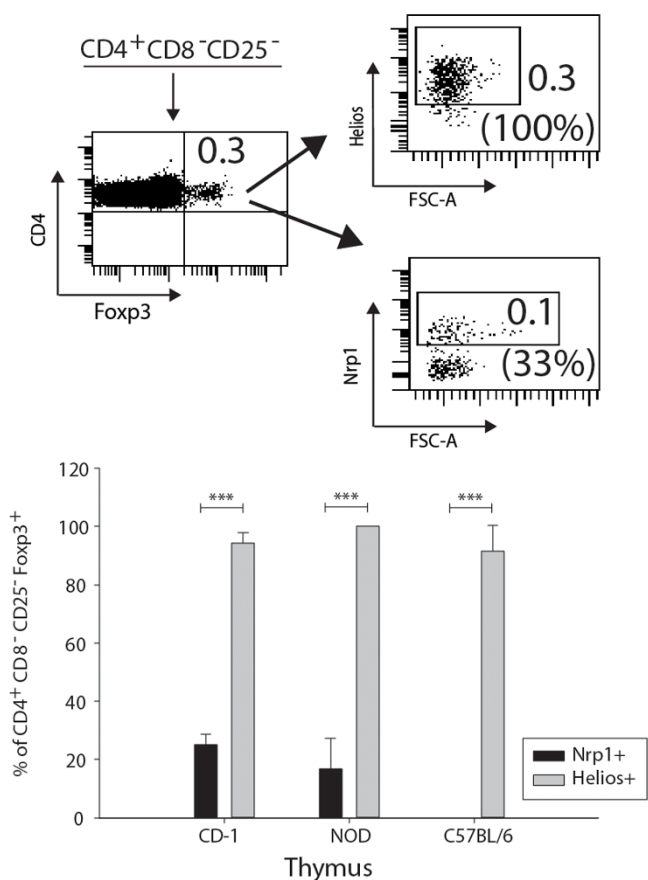 CD4⁺CD8⁻CD25⁻
0.3
CD4
Foxp3
Helios
0.3
(100%)
FSC-A
Nrp1
0.1
(33%)
FSC-A
% of CD4⁺ CD8⁻ CD25⁻ Foxp3⁺
120
100
80
60
40
20
0
*** *** ***
CD-1 NOD C57BL/6
Thymus
Nrp1+
Helios+